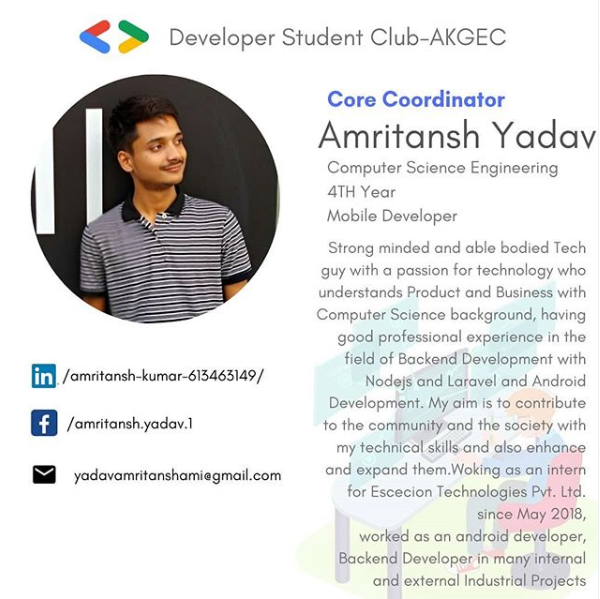 Developer Student Club-AKGEC
Core Coordinator
Amritansh Yadav
Computer Science Engineering
4TH Year
Mobile Developer
Strong minded and able bodied Tech
guy with a passion for technology who
understands Product and Business with
Computer Science background, having
good professional experience in the
field of Backend Development with
Nodejs and Laravel and Android
Development. My aim is to contribute
to the community and the society with
my technical skills and also enhance
and expand them.Woking as an intern
for Escecion Technologies Pvt. Ltd.
since May 2018,
worked as an android developer,
Backend Developer in many internal
and external Industrial Projects
in /amritansh-kumar-613463149/
f /amritansh.yadav.1
yadavamritanshami@gmail.com